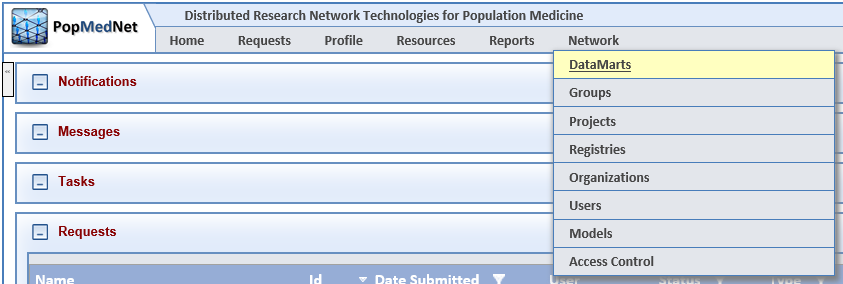 PopMedNet
Distributed Research Network Technologies for Population Medicine
Home Requests Profile Resources Reports Network
DataMarts
Groups
Projects
Registries
Organizations
Users
Models
Access Control
Notifications
Messages
Tasks
Requests
Name Id Date Submitted User Status Type